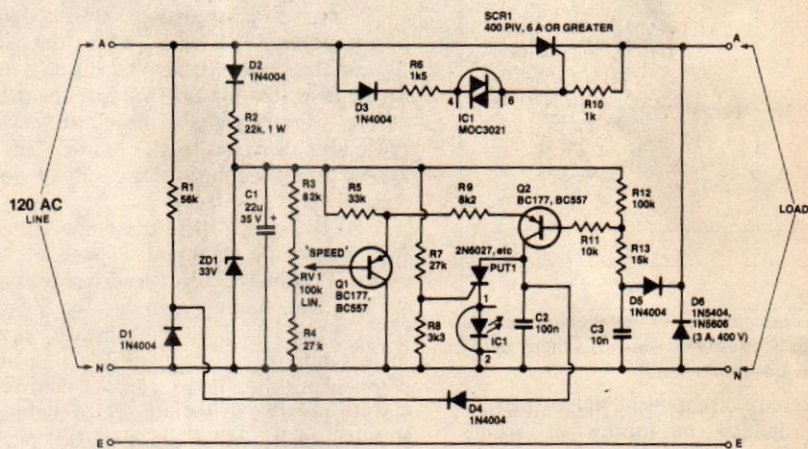 SCR1
400 PIV, 6 A OR GREATER
A
A
D2
1N4004
R6
1k5
4
6
D3
1N4004
IC1
MOC3021
R10
1k
R2
22k, 1 W
R1
56k
C1
22u
35 V
+
R3
82k
R5
33k
R9
8k2
Q2
BC177, BC557
R12
100k
120 AC
LINE
LOAD
'SPEED'
R7
27k
2N6027, etc
PUT1
R11
10k
R13
15k
ZD1
33V
RV1
100k
LIN.
Q1
BC177,
BC557
1
D5
1N4004
D6
1N5404,
1N5606
(3 A, 400 V)
D1
1N4004
R4
27k
R8
3k3
IC1
2
C2
100n
C3
10n
N
N
D4
1N4004
E
E